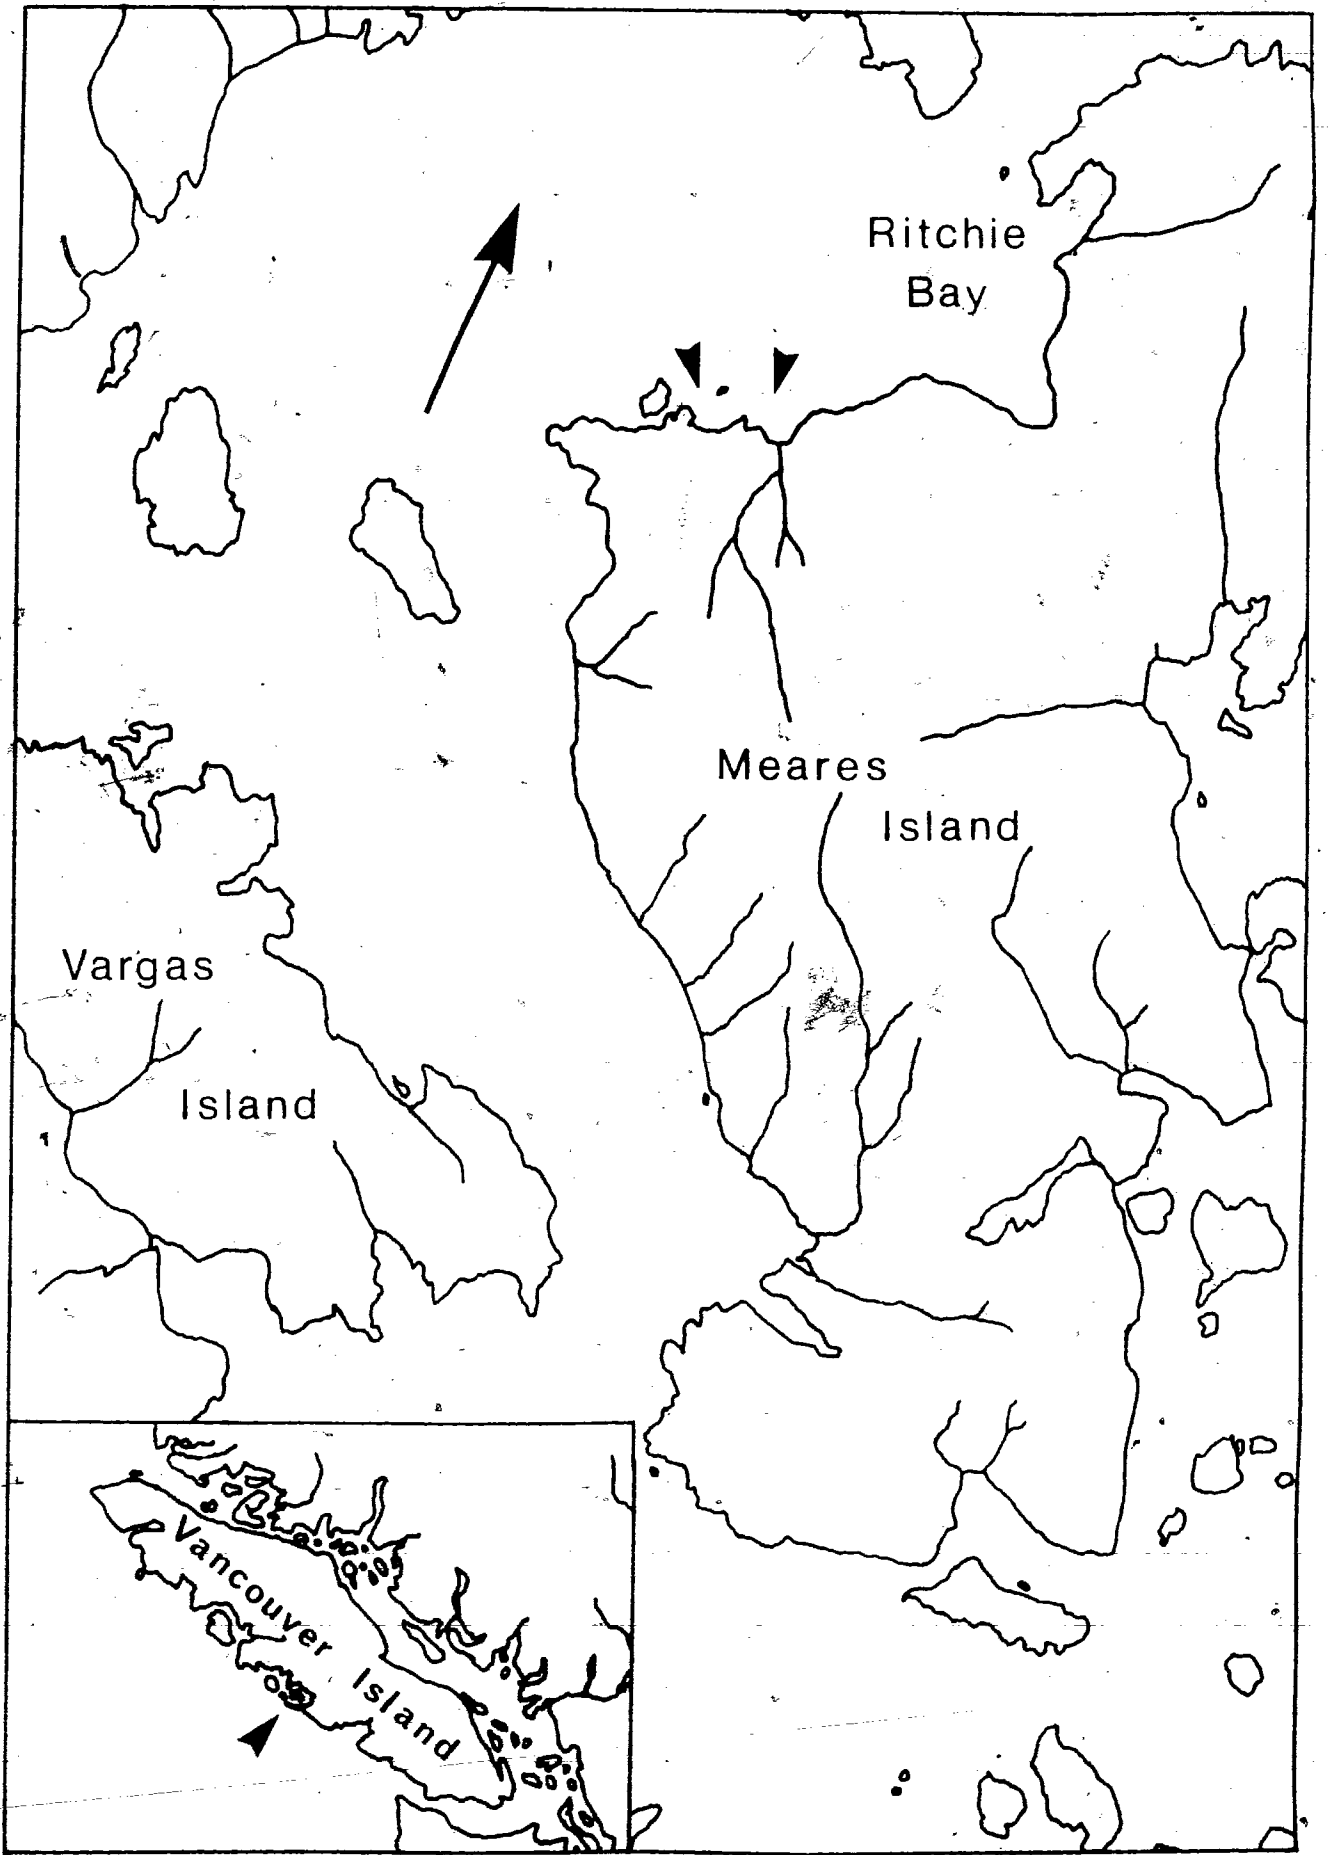 Ritchie
Bay
Meares
Island
Vargas
Island
Vancouver Island